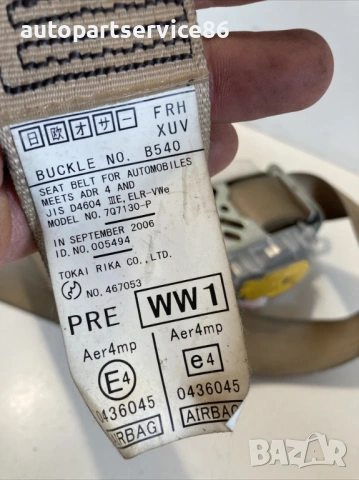 autopartservice86
日欧オサー FRH
XUV
BUCKLE NO. B540
SEAT BELT FOR AUTOMOBILES
MEETS ADR 4 AND
JIS D4604 ⅢE, ELR-VWe
MODEL NO. 7Q7130-P
IN SEPTEMBER 2006
ID NO.005494
TOKAI RIKA CO., LTD.
NO. 467053
PRE WW1
Aer4mp Aer4mp
E4 e4
0436045 0436045
AIRBAG AIRBAG
BAZAR